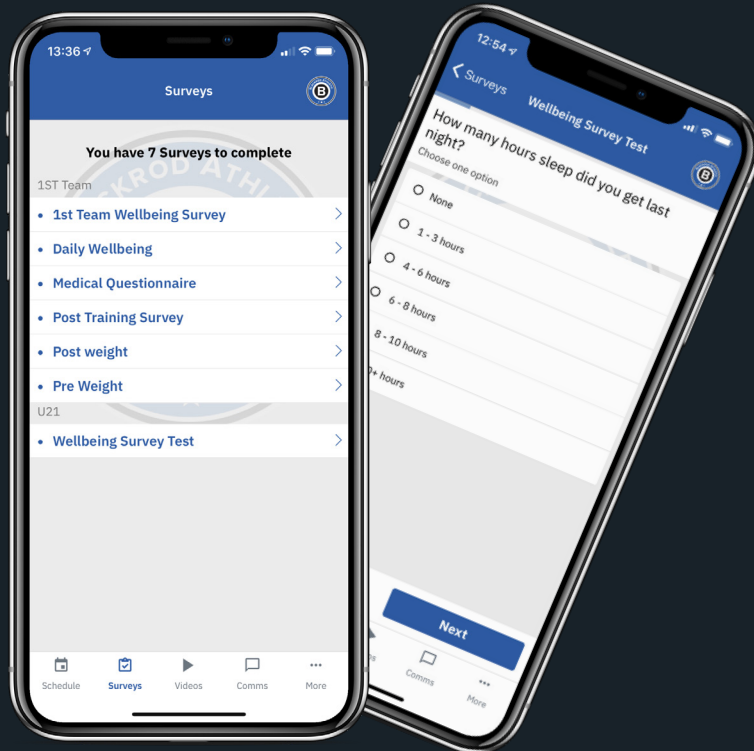 13:36
Surveys
B
You have 7 Surveys to complete
1ST Team
• 1st Team Wellbeing Survey
• Daily Wellbeing
• Medical Questionnaire
• Post Training Survey
• Post weight
• Pre Weight
U21
• Wellbeing Survey Test
Schedule
Surveys
Videos
Comms
More
12:54
Surveys
Wellbeing Survey Test
B
How many hours sleep did you get last
night?
Choose one option
None
1 - 3 hours
4 - 6 hours
6 - 8 hours
8 - 10 hours
+ hours
Next
Comms
More